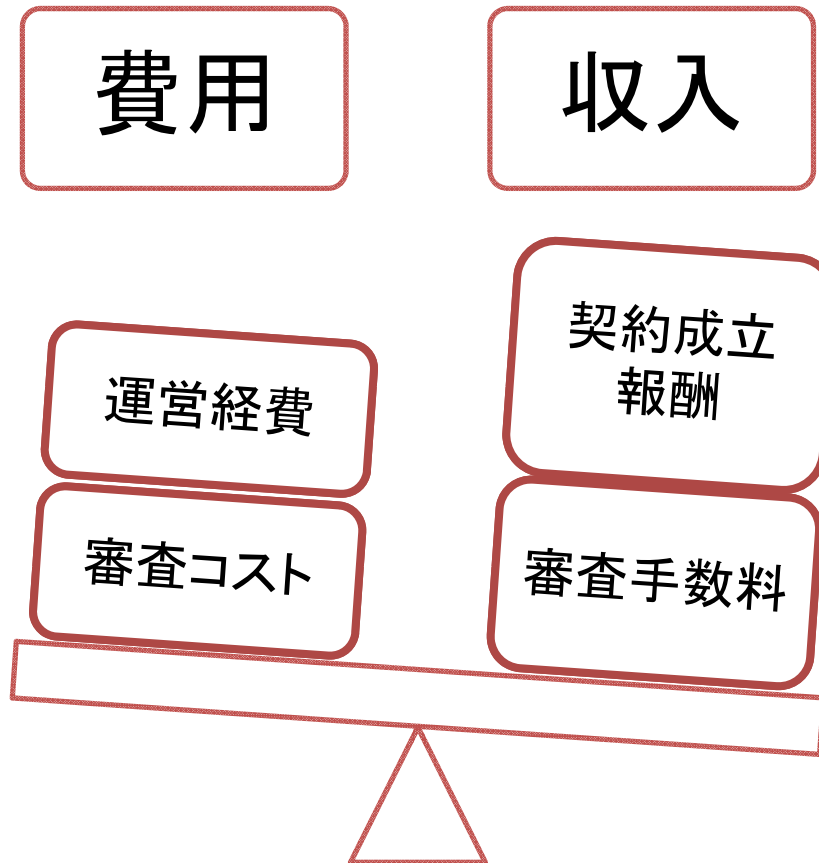 費用
収入
契約成立
報酬
運営経費
審査コスト
審査手数料